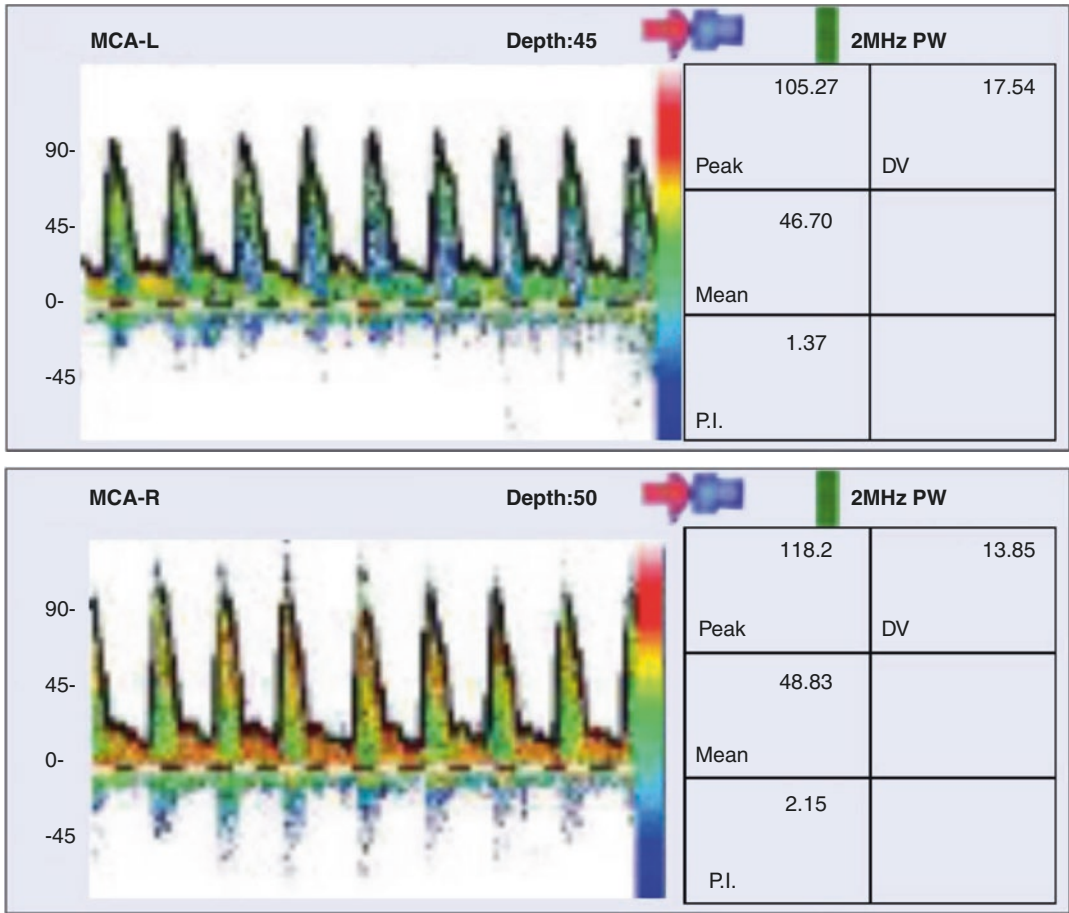 MCA-L Depth:45 2MHz PW
90-
45-
0-
-45
105.27 17.54
Peak DV
46.70
Mean
1.37
P.I.
MCA-R Depth:50 2MHz PW
90-
45-
0-
-45
118.2 13.85
Peak DV
48.83
Mean
2.15
P.I.